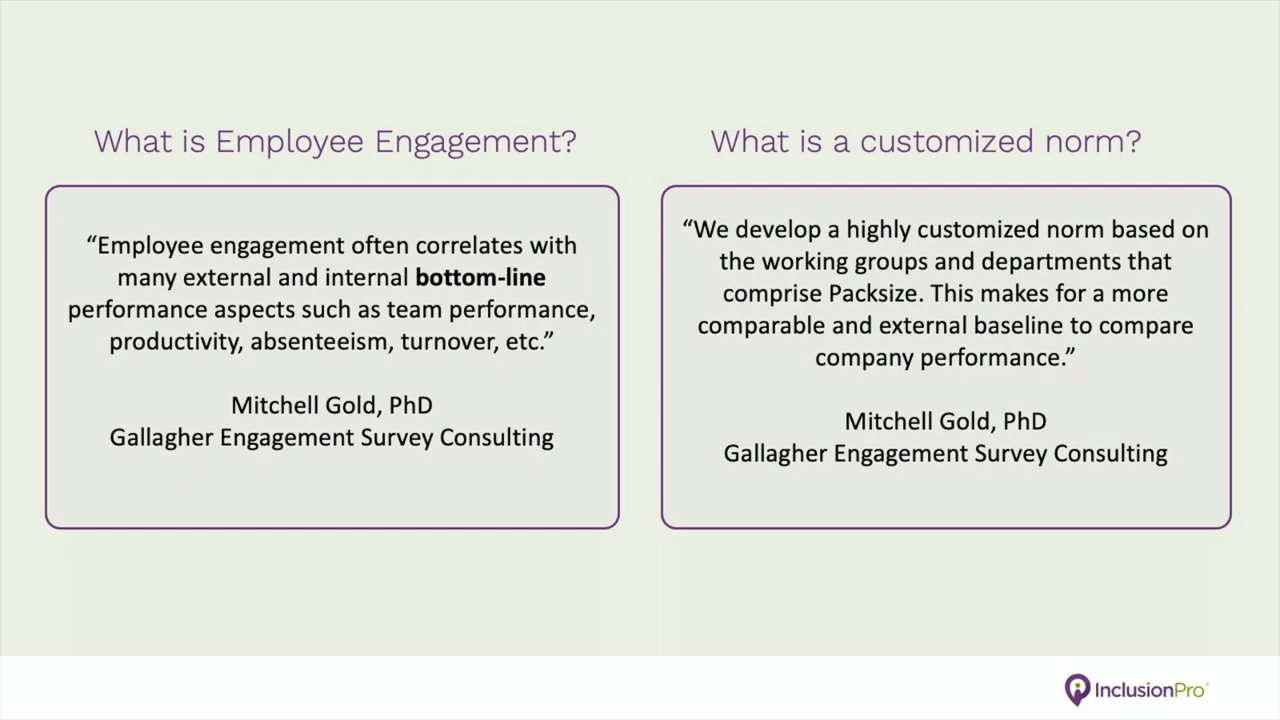 What is Employee Engagement?
“Employee engagement often correlates with
many external and internal bottom-line
performance aspects such as team performance,
productivity, absenteeism, turnover, etc.”
Mitchell Gold, PhD
Gallagher Engagement Survey Consulting
What is a customized norm?
“We develop a highly customized norm based on
the working groups and departments that
comprise Packsize. This makes for a more
comparable and external baseline to compare
company performance.”
Mitchell Gold, PhD
Gallagher Engagement Survey Consulting
InclusionPro